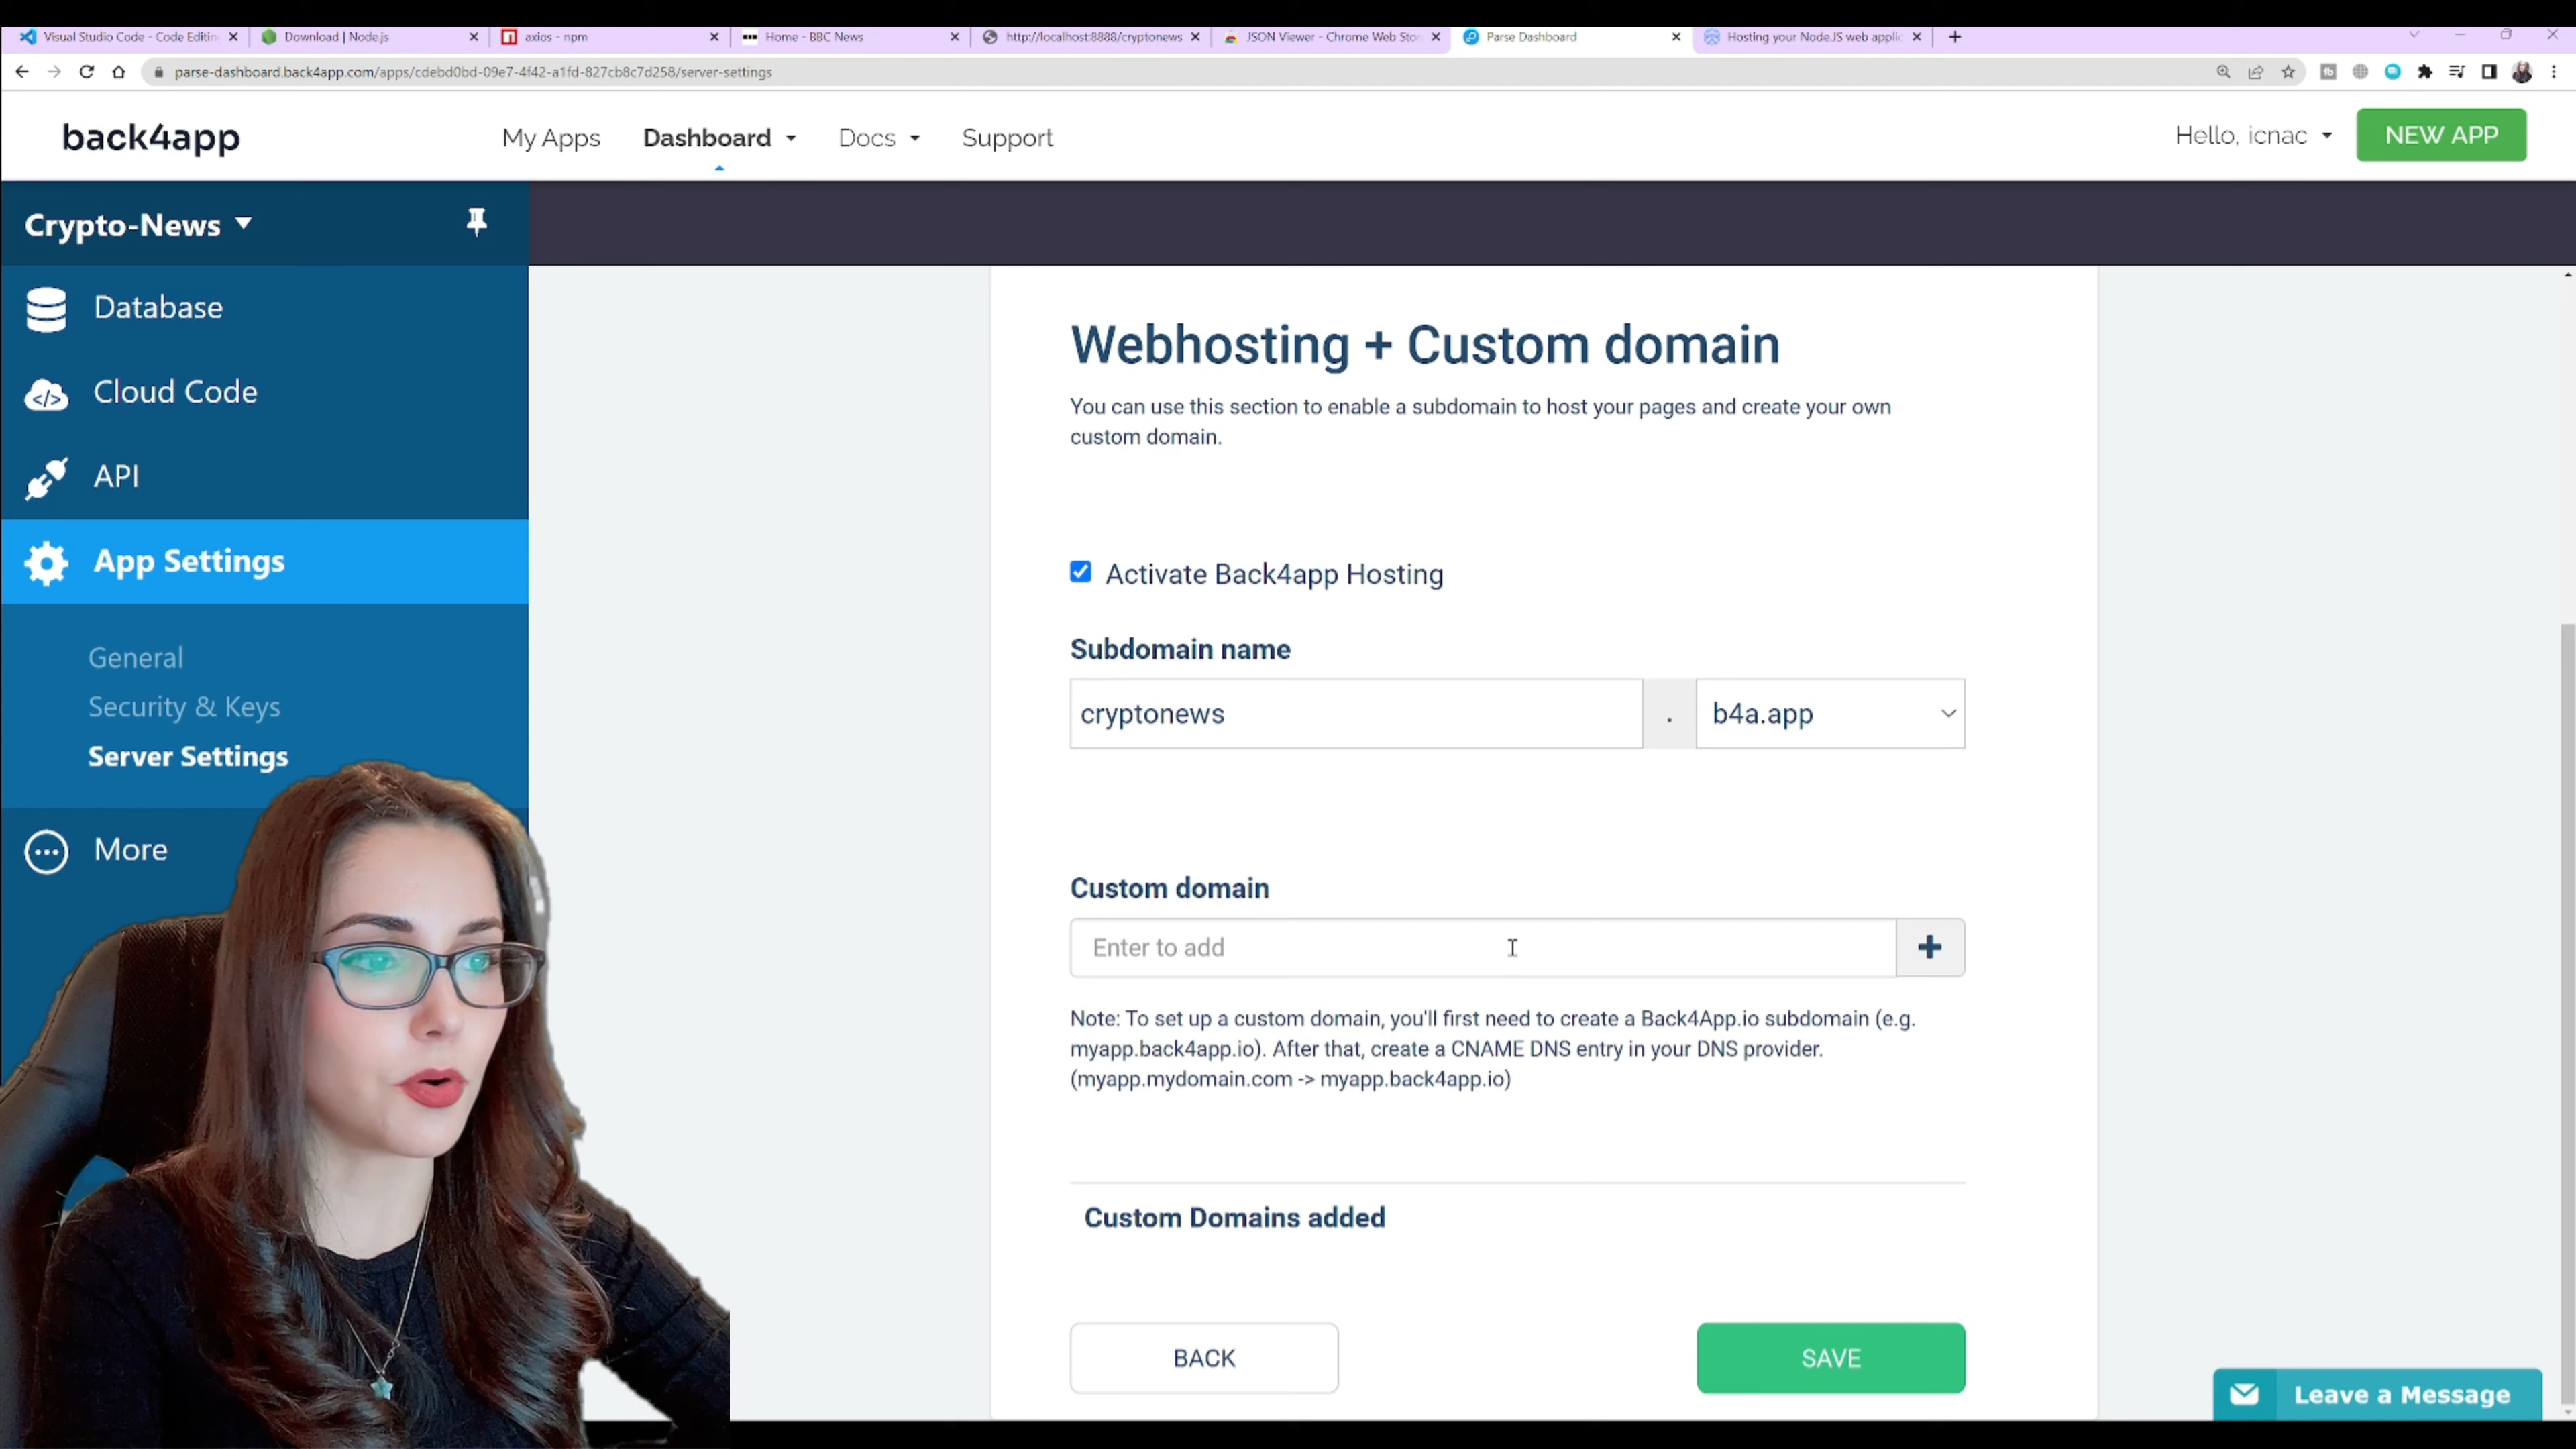 Visual Studio Code - Code Editin
Download | Node.js
axios - npm
Home - BBC News
http://localhost:8888/cryptonews
JSON Viewer - Chrome Web Stor
Parse Dashboard
Hosting your NodeJS web applic
parse-dashboard.back4app.com/apps/cdebd0bd-09e7-4f42-a1fd-827cb8c7d258/server-settings
back4app
My Apps
Dashboard
Docs
Support
Hello, icnac
NEW APP
Crypto-News
Database
Cloud Code
API
App Settings
General
Security & Keys
Server Settings
More
Webhosting + Custom domain
You can use this section to enable a subdomain to host your pages and create your own
custom domain.
Activate Back4app Hosting
Subdomain name
cryptonews
.
b4a.app
Custom domain
Enter to add
Note: To set up a custom domain, you'll first need to create a Back4App.io subdomain (e.g.
myapp.back4app.io). After that, create a CNAME DNS entry in your DNS provider.
(myapp.mydomain.com -> myapp.back4app.io)
Custom Domains added
BACK
SAVE
Leave a Message